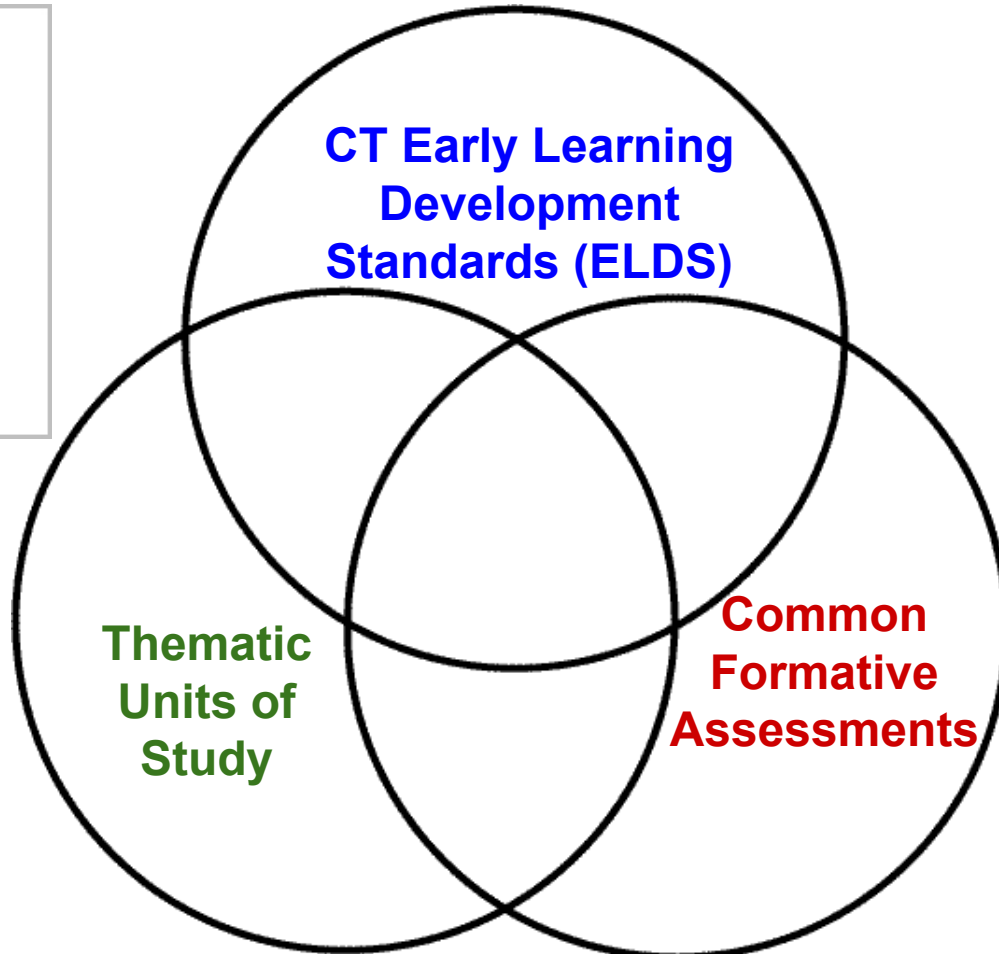 CT Early Learning
Development
Standards (ELDS)
Thematic
Units of
Study
Common
Formative
Assessments